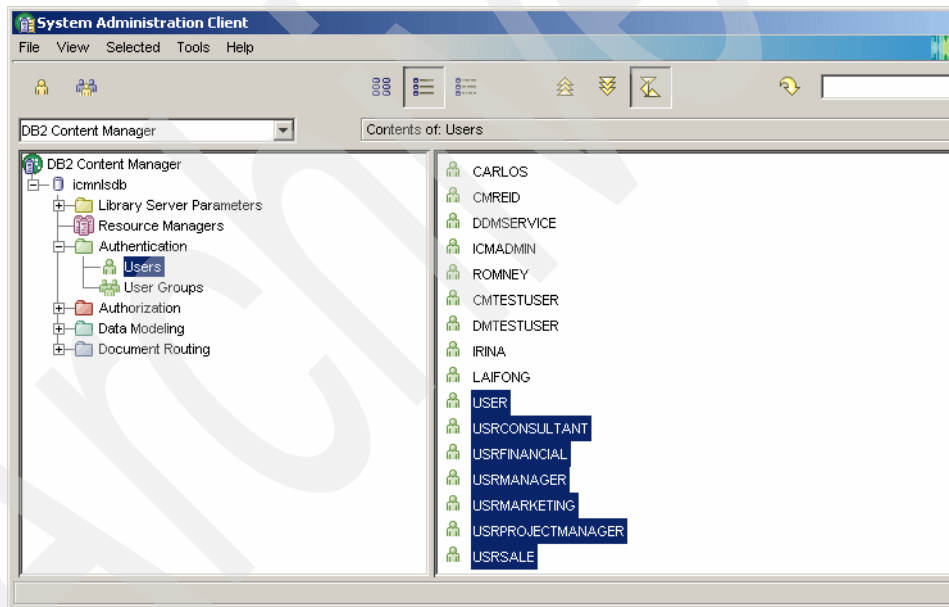 System Administration Client
File View Selected Tools Help
DB2 Content Manager
Contents of: Users
DB2 Content Manager
icmnlsdb
Library Server Parameters
Resource Managers
Authentication
Users
User Groups
Authorization
Data Modeling
Document Routing
CARLOS
CMREID
DDMSERVICE
ICMADMIN
ROMNEY
CMTESTUSER
DMTESTUSER
IRINA
LAIFONG
USER
USRCONSULTANT
USRFINANCIAL
USRMANAGER
USRMARKETING
USRPROJECTMANAGER
USRSALE